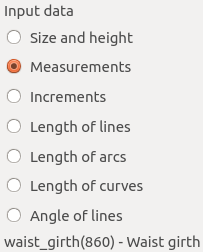 Input data
Size and height
Measurements
Increments
Length of lines
Length of arcs
Length of curves
Angle of lines
waist_girth(860) - Waist girth